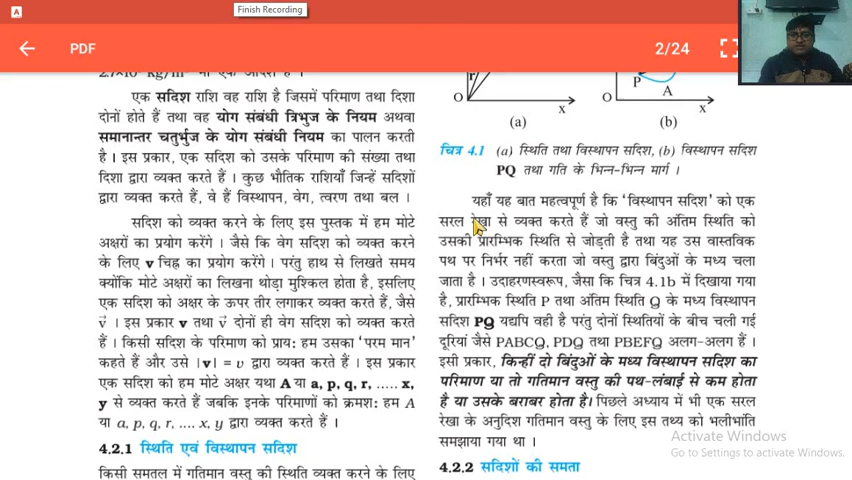 A
Finish Recording
PDF
2/24
एक सदिश राशि वह राशि है जिसमें परिमाण तथा दिशा
दोनों होते हैं तथा वह योग संबंधी त्रिभुज के नियम अथवा
समानान्तर चतुर्भुज के योग संबंधी नियम का पालन करती
है । इस प्रकार, एक सदिश को उसके परिमाण की संख्या तथा
दिशा द्वारा व्यक्त करते हैं । कुछ भौतिक राशियाँ जिन्हें सदिशों
द्वारा व्यक्त करते हैं, वे हैं विस्थापन, वेग, त्वरण तथा बल ।
सदिश को व्यक्त करने के लिए इस पुस्तक में हम मोटे
अक्षरों का प्रयोग करेंगे । जैसे कि वेग सदिश को व्यक्त करने
के लिए v चिह्न का प्रयोग करेंगे । परंतु हाथ से लिखते समय
क्योंकि मोटे अक्षरों का लिखना थोड़ा मुश्किल होता है, इसलिए
एक सदिश को अक्षर के ऊपर तीर लगाकर व्यक्त करते हैं, जैसे
v⃗ । इस प्रकार v तथा v⃗ दोनों ही वेग सदिश को व्यक्त करते
हैं । किसी सदिश के परिमाण को प्राय: हम उसका 'परम मान'
कहते हैं और उसे |v| = v द्वारा व्यक्त करते हैं । इस प्रकार
एक सदिश को हम मोटे अक्षर यथा A या a, p, q, r, ..... x,
y से व्यक्त करते हैं जबकि इनके परिमाणों को क्रमश: हम A
या a, p, q, r, .... x, y द्वारा व्यक्त करते हैं ।
4.2.1 स्थिति एवं विस्थापन सदिश
किसी समतल में गतिमान वस्तु की स्थिति व्यक्त करने के लिए
r
O
x
(a)
P
A
O
x
(b)
चित्र 4.1 (a) स्थिति तथा विस्थापन सदिश, (b) विस्थापन सदिश
PQ तथा गति के भिन्न-भिन्न मार्ग ।
यहाँ यह बात महत्वपूर्ण है कि 'विस्थापन सदिश' को एक
सरल रेखा से व्यक्त करते हैं जो वस्तु की अंतिम स्थिति को
उसकी प्रारम्भिक स्थिति से जोड़ती है तथा यह उस वास्तविक
पथ पर निर्भर नहीं करता जो वस्तु द्वारा बिंदुओं के मध्य चला
जाता है । उदाहरणस्वरूप, जैसा कि चित्र 4.1b में दिखाया गया
है, प्रारम्भिक स्थिति P तथा अंतिम स्थिति Q के मध्य विस्थापन
सदिश PQ यद्यपि वही है परंतु दोनों स्थितियों के बीच चली गई
दूरियां जैसे PABCQ, PDQ तथा PBEFQ अलग-अलग हैं ।
इसी प्रकार, किन्हीं दो बिंदुओं के मध्य विस्थापन सदिश का
परिमाण या तो गतिमान वस्तु की पथ-लंबाई से कम होता
है या उसके बराबर होता है। पिछले अध्याय में भी एक सरल
रेखा के अनुदिश गतिमान वस्तु के लिए इस तथ्य को भलीभांति
समझाया गया था ।
4.2.2 सदिशों की समता
Activate Windows
Go to Settings to activate Windows.